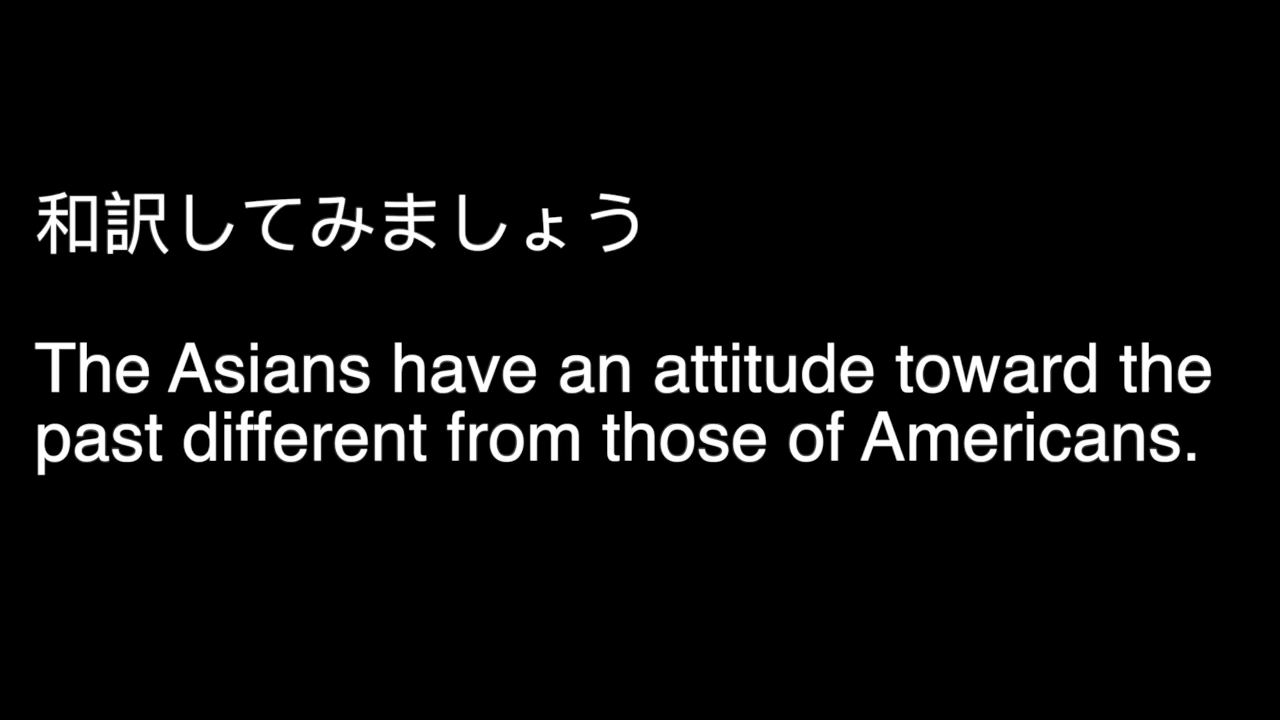 和訳してみましょう
The Asians have an attitude toward the
past different from those of Americans.